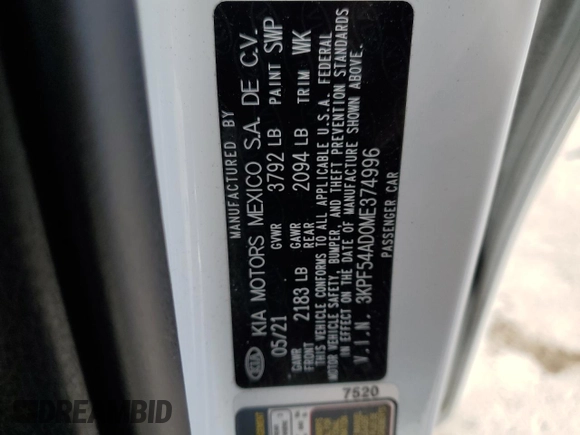 MANUFACTURED BY
KIA KIA MOTORS MEXICO S.A. DE C.V.
05/21 GVWR 3792 LB PAINT SWP
GAWR FRONT 2183 LB GAWR REAR 2094 LB TRIM WK
THIS VEHICLE CONFORMS TO ALL APPLICABLE U.S.A. FEDERAL
MOTOR VEHICLE SAFETY, BUMPER, AND THEFT PREVENTION STANDARDS
IN EFFECT ON THE DATE OF MANUFACTURE SHOWN ABOVE.
V.I.N. 3KPF54AD0ME374996
PASSENGER CAR
7520
DREAMBID